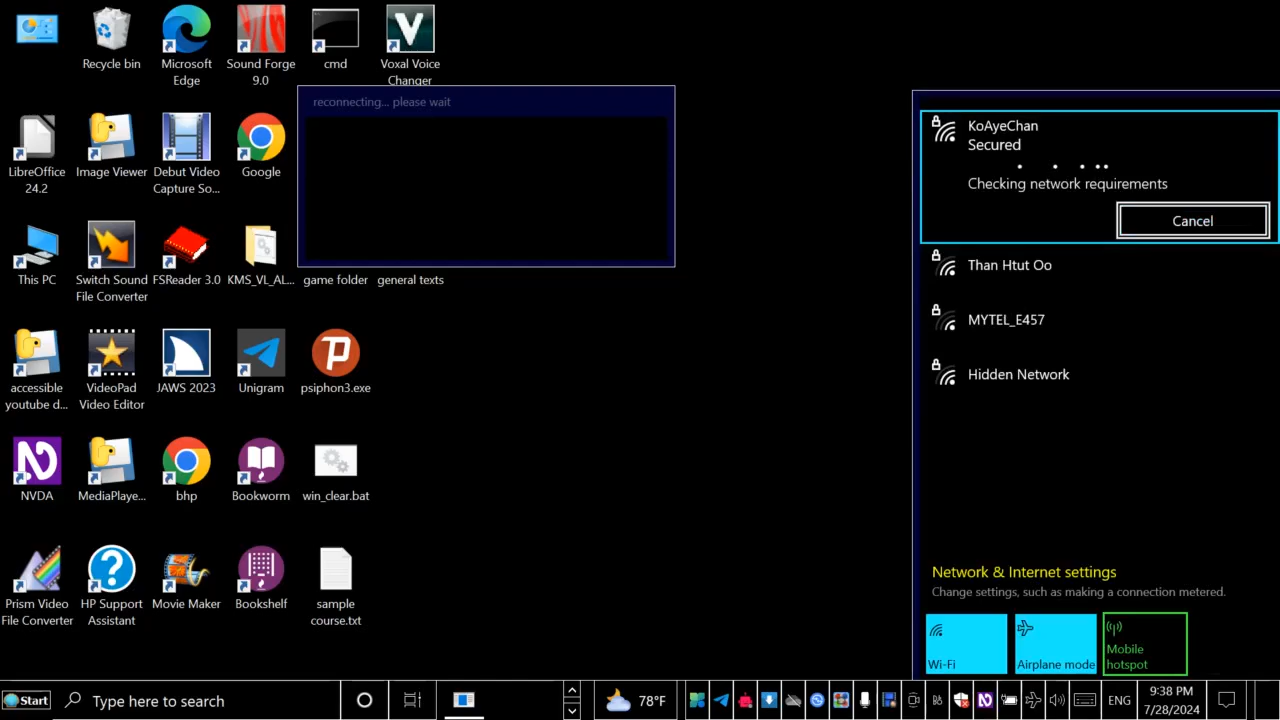 Recycle bin
Microsoft
Edge
Sound Forge
9.0
cmd
Voxal Voice
Changer
reconnecting... please wait
LibreOffice
24.2
Image Viewer
Debut Video
Capture So...
Google
This PC
Switch Sound
File Converter
FSReader 3.0
KMS_VL_AL...
game folder
general texts
accessible
youtube d...
VideoPad
Video Editor
JAWS 2023
Unigram
psiphon3.exe
NVDA
MediaPlaye...
bhp
Bookworm
win_clear.bat
Prism Video
File Converter
HP Support
Assistant
Movie Maker
Bookshelf
sample
course.txt
KoAyeChan
Secured
Checking network requirements
Cancel
Than Htut Oo
MYTEL_E457
Hidden Network
Network & Internet settings
Change settings, such as making a connection metered.
Wi-Fi
Airplane mode
Mobile
hotspot
Start
Type here to search
78°F
ENG
9:38 PM
7/28/2024